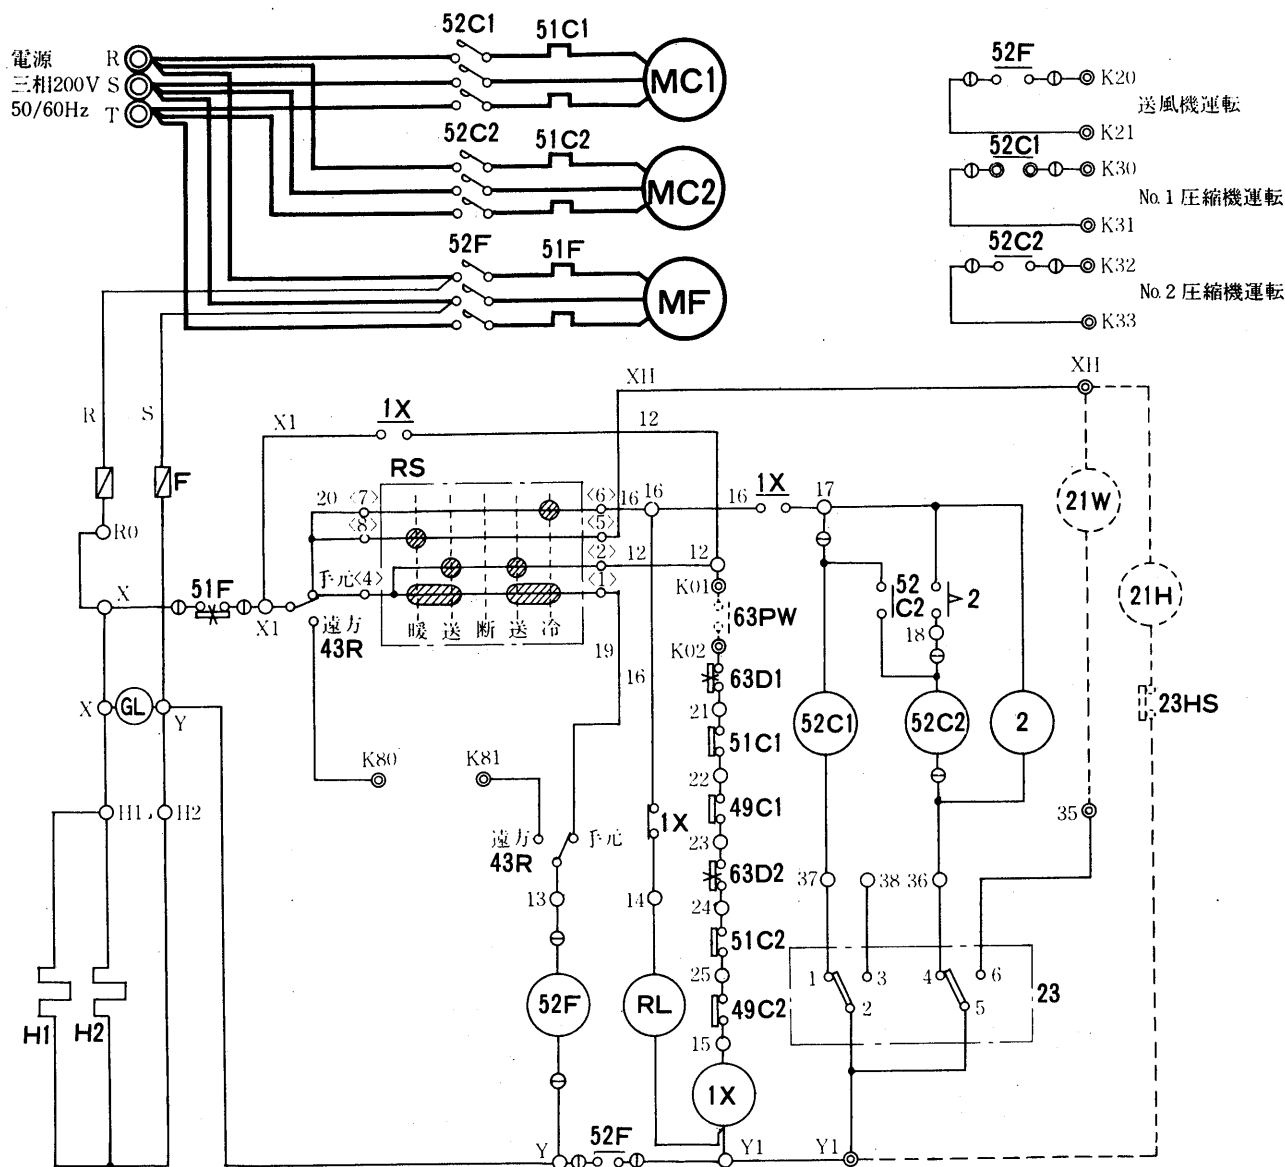 電源 R
三相200V S
50/60Hz T
52C1 51C1
MC1
52C2 51C2
MC2
52F 51F
MF
52F
K20
送風機運転
K21
52C1
K30
No.1 圧縮機運転
K31
52C2
K32
No.2 圧縮機運転
K33
R S
F
R0
X
51F
X1
X1 1X 12
XH
XH
RS
20 <7> <6> 16 16
<8> <5>
<2> 12 12
手元<4> <1>
暖 送 断 送 冷
遠方
43R
19
16
16 1X 17
K01
63PW
K02
63D1
21
51C1
22
49C1
23
63D2
24
51C2
25
49C2
15
1X
52
C2
2
18
52C1 52C2 2
21W
21H
23HS
35
X GL Y
K80 K81
H1 H2
遠方 手元
43R
1X
13 14
52F RL
37 38 36
1 3 4 6
2 5
23
H1 H2
Y 52F Y1 Y1